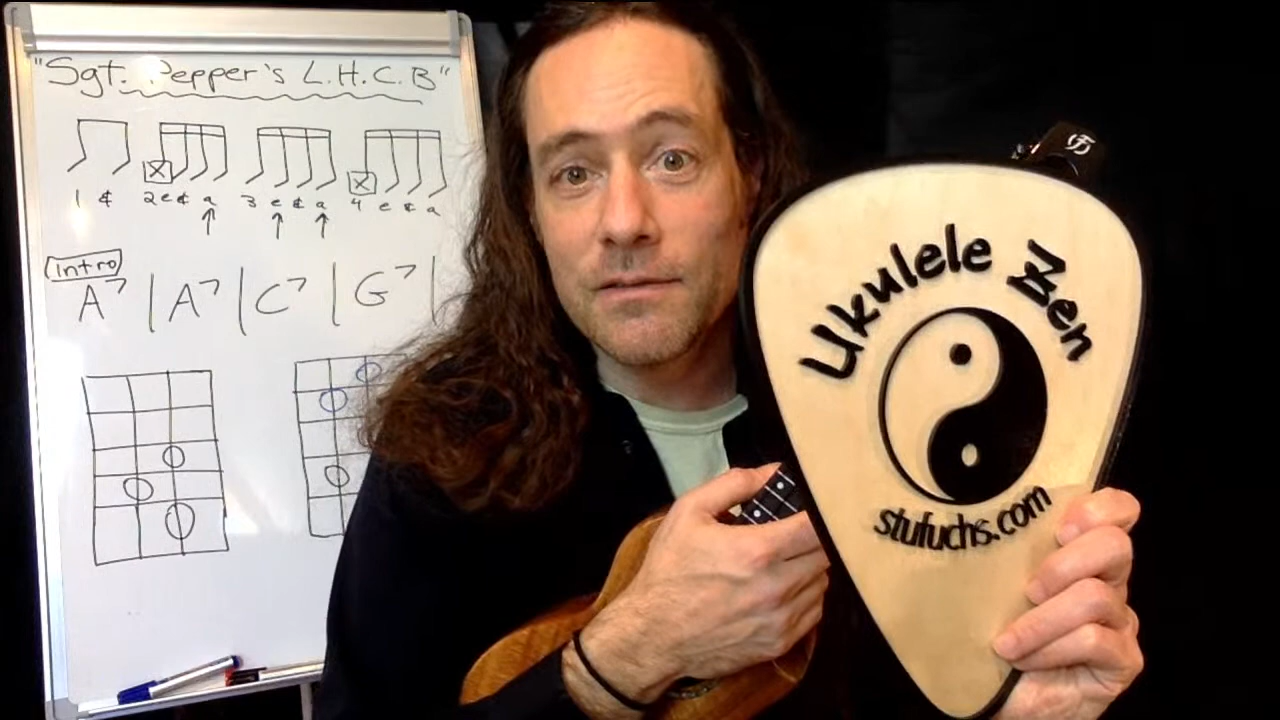 "Sgt. Pepper's L.H.C.B"
1 & 2 e & a 3 e & a 4 e & a
Intro
A7 | A7 | C7 | G7 |
Ukulele Zen
stufuchs.com